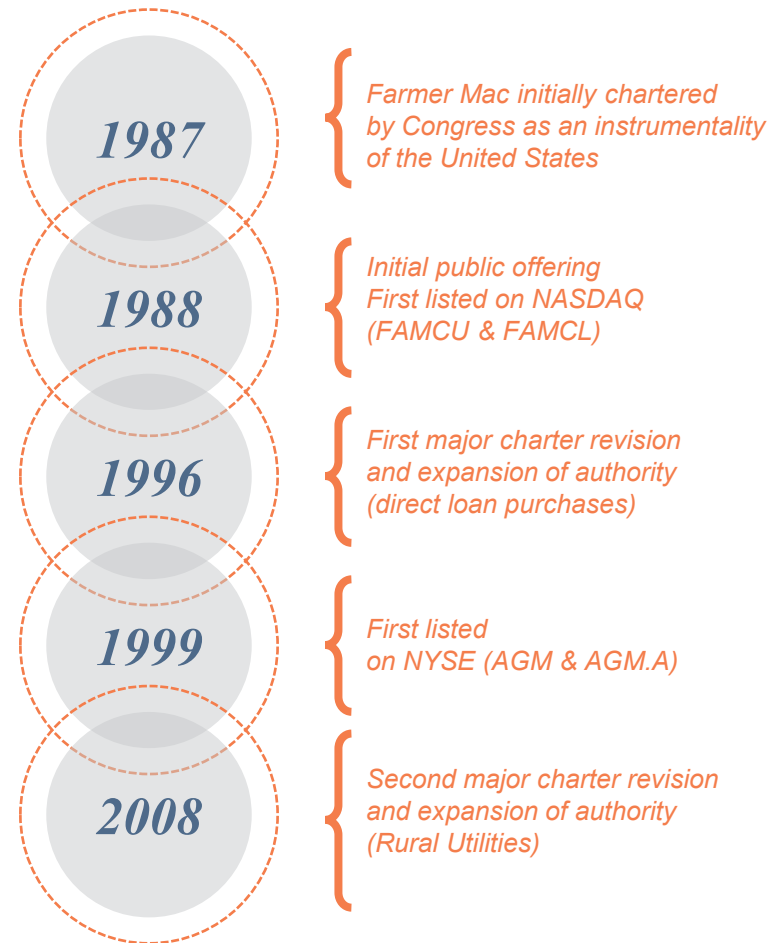 1987
Farmer Mac initially chartered
by Congress as an instrumentality
of the United States
1988
Initial public offering
First listed on NASDAQ
(FAMCU & FAMCL)
1996
First major charter revision
and expansion of authority
(direct loan purchases)
1999
First listed
on NYSE (AGM & AGM.A)
2008
Second major charter revision
and expansion of authority
(Rural Utilities)